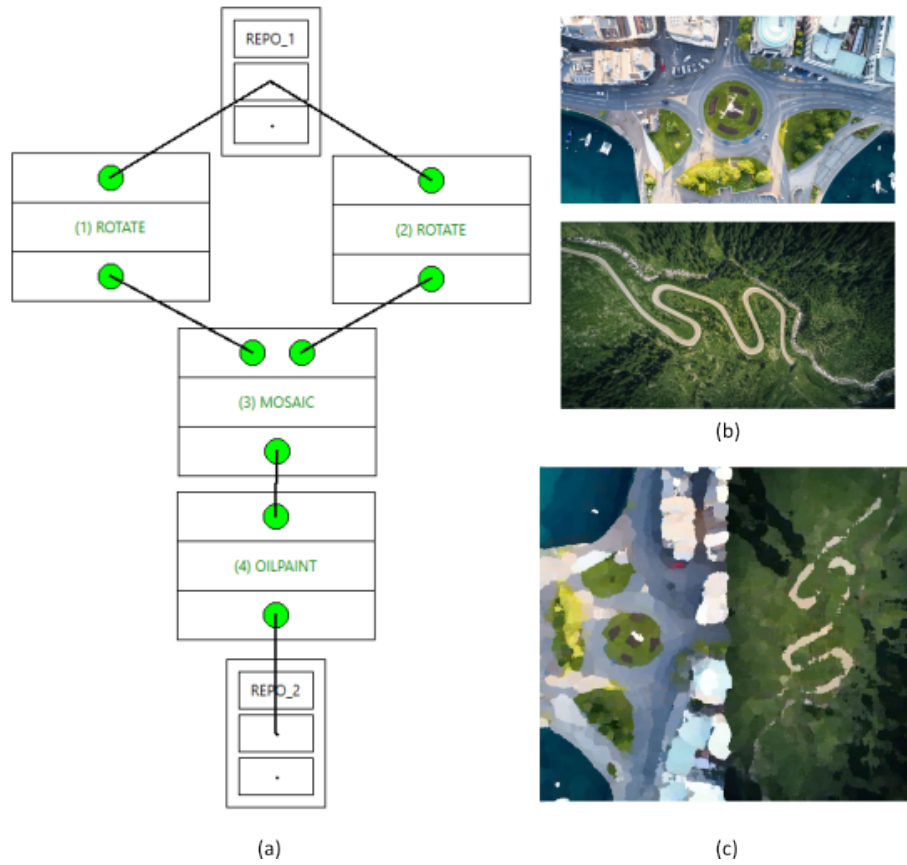 REPO_1
(1) ROTATE
(2) ROTATE
(3) MOSAIC
(4) OILPAINT
REPO_2
(a)
(b)
(c)